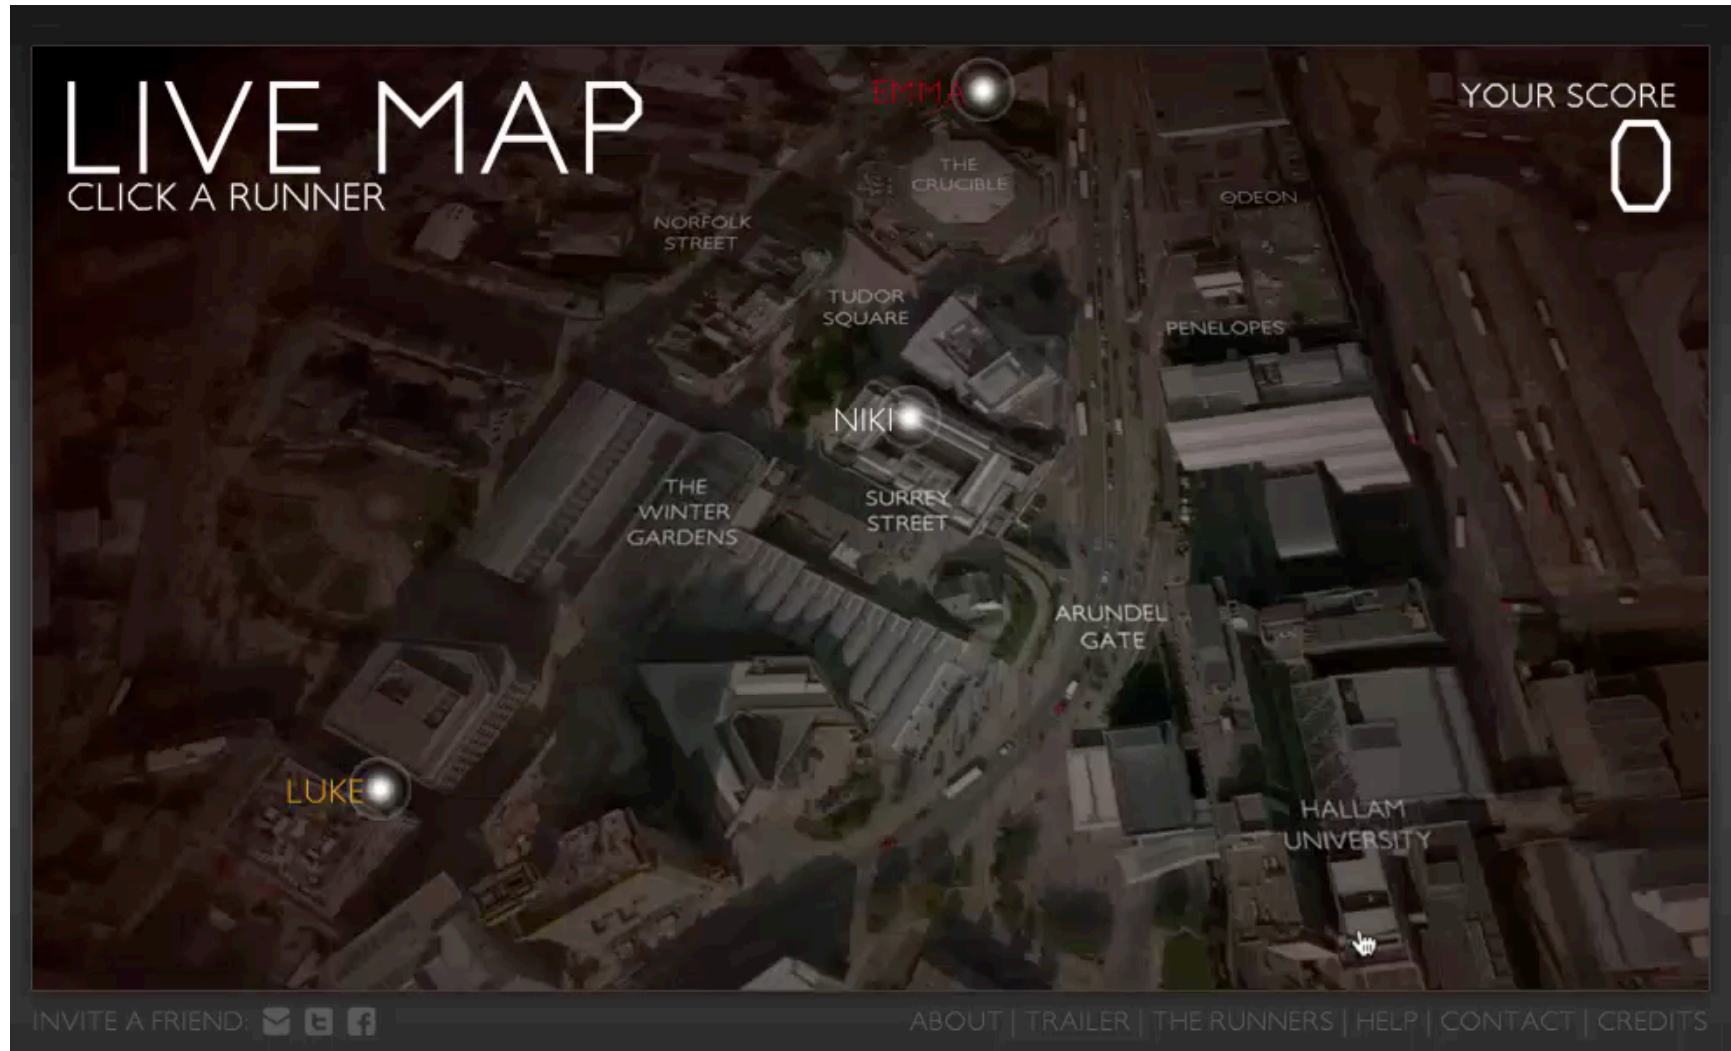 LIVE MAP
CLICK A RUNNER
YOUR SCORE
0
EMMA
THE
CRUCIBLE
ODEON
NORFOLK
STREET
TUDOR
SQUARE
PENELOPES
NIKI
THE
WINTER
GARDENS
SURREY
STREET
ARUNDEL
GATE
LUKE
HALLAM
UNIVERSITY
INVITE A FRIEND:
ABOUT | TRAILER | THE RUNNERS | HELP | CONTACT | CREDITS